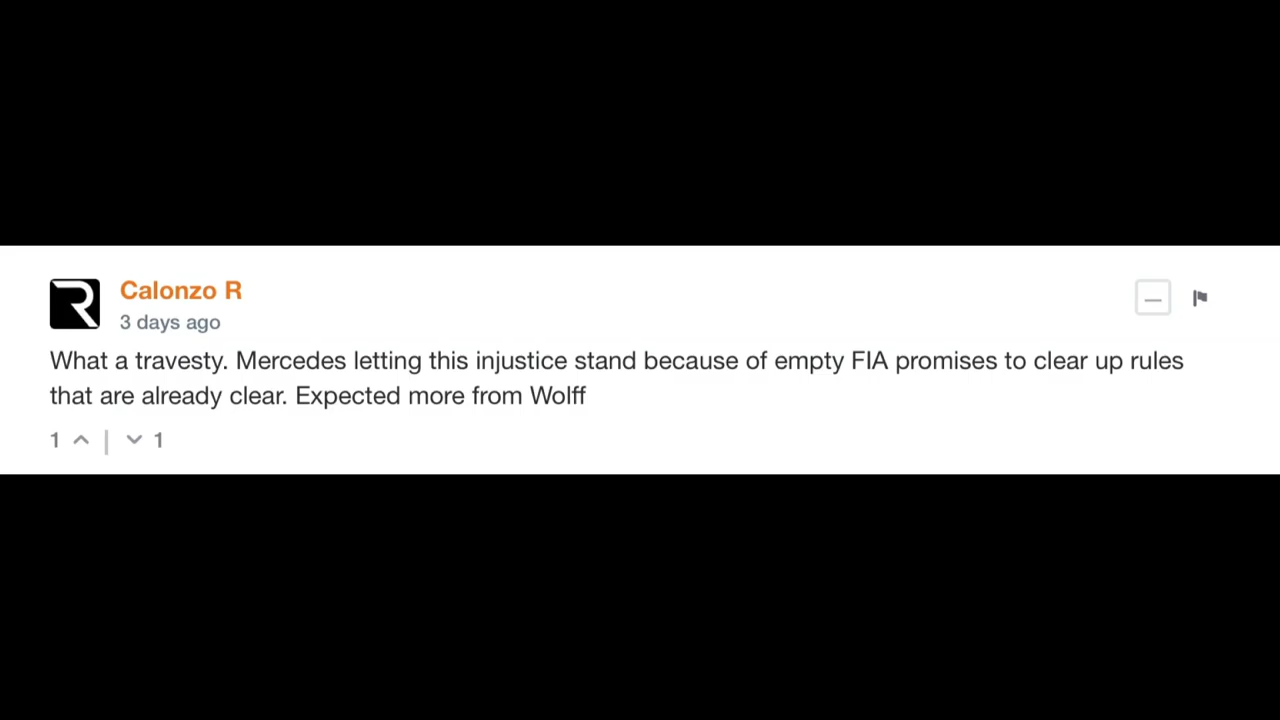 Calonzo R
3 days ago
What a travesty. Mercedes letting this injustice stand because of empty FIA promises to clear up rules
that are already clear. Expected more from Wolff
1 | 1